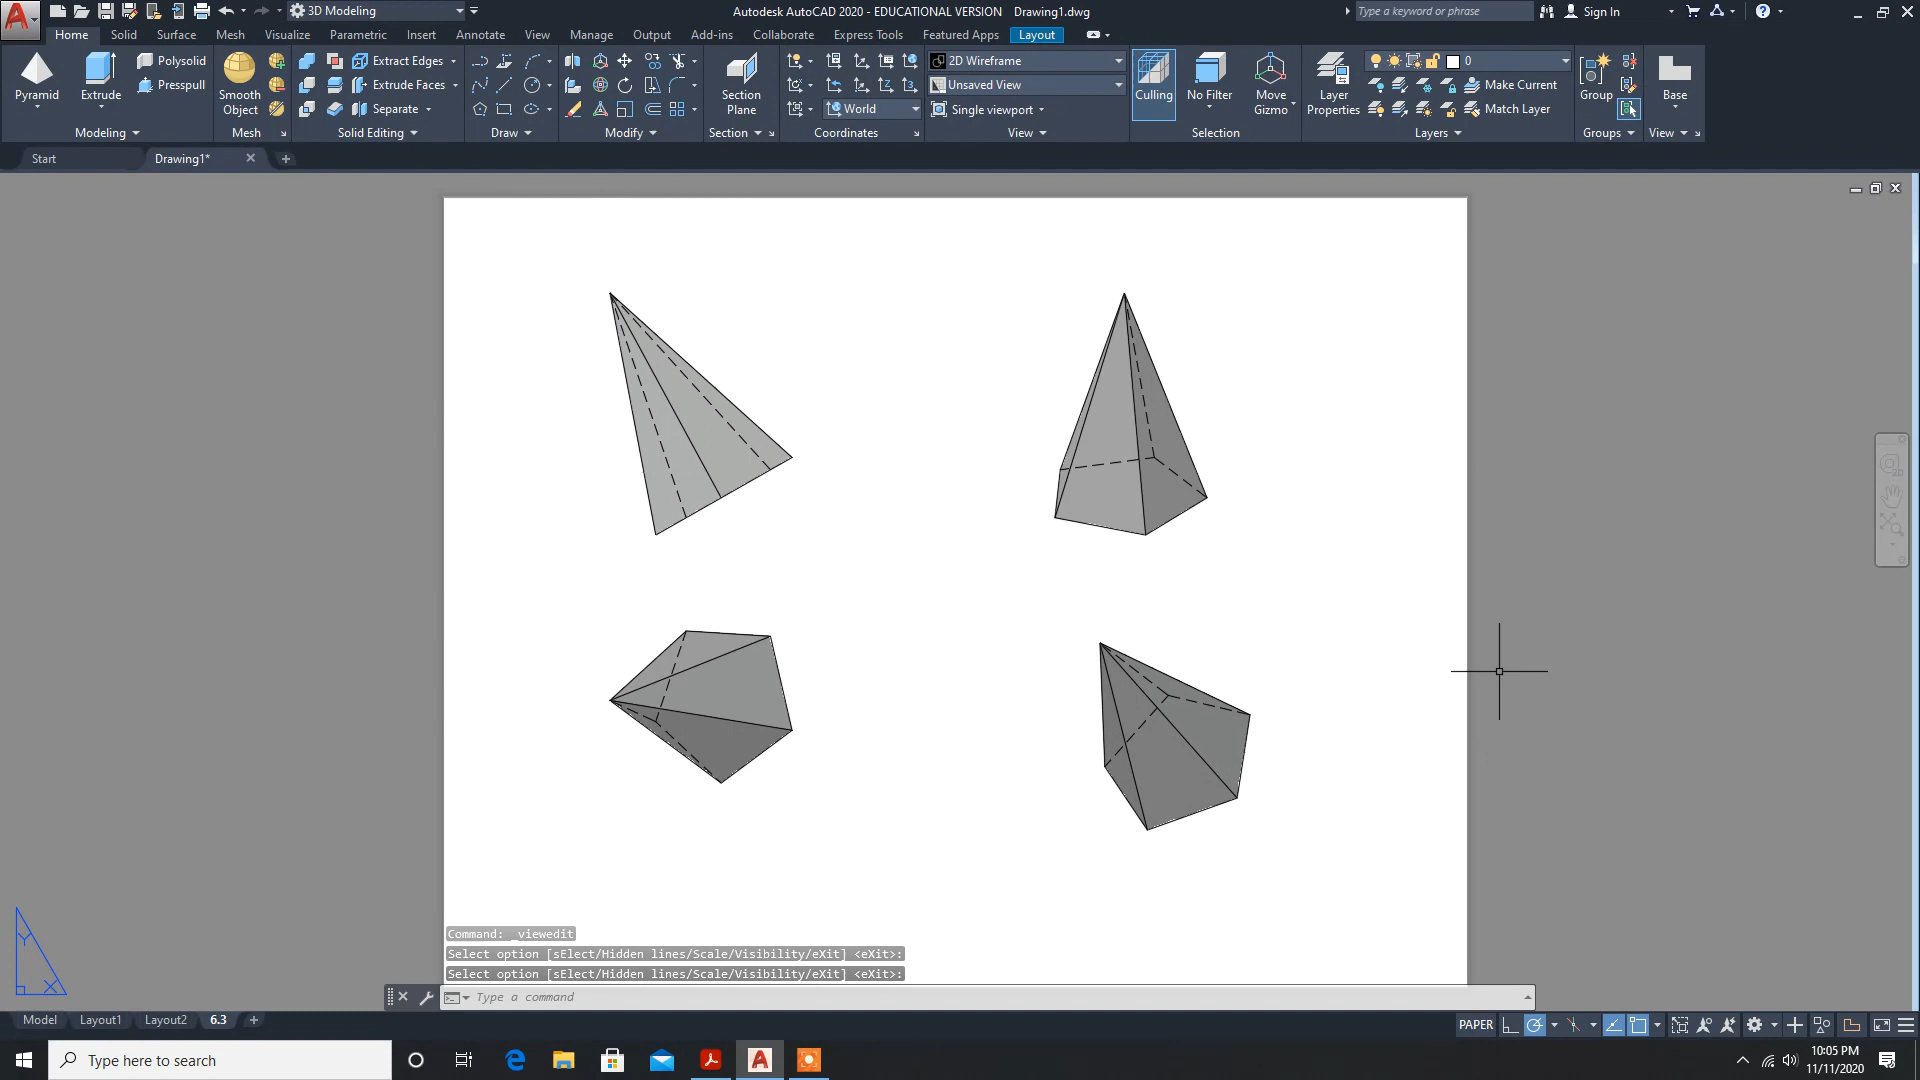 3D Modeling
Autodesk AutoCAD 2020 - EDUCATIONAL VERSION Drawing1.dwg
Type a keyword or phrase
Sign In
Home Solid Surface Mesh Visualize Parametric Insert Annotate View Manage Output Add-ins Collaborate Express Tools Featured Apps Layout
Pyramid
Extrude
Polysolid
Presspull
Modeling
Smooth
Object
Mesh
Extract Edges
Extrude Faces
Separate
Solid Editing
Draw
Modify
Section
Plane
Section
World
Coordinates
2D Wireframe
Unsaved View
Single viewport
View
Culling
No Filter
Move
Gizmo
Selection
Layer
Properties
0
Make Current
Match Layer
Layers
Group
Groups
Base
View
Start
Drawing1*
Y
X
Command: _viewedit
Select option [sElect/Hidden lines/Scale/Visibility/eXit] <eXit>:
Select option [sElect/Hidden lines/Scale/Visibility/eXit] <eXit>:
Type a command
Model Layout1 Layout2 6.3
PAPER
Type here to search
10:05 PM
11/11/2020